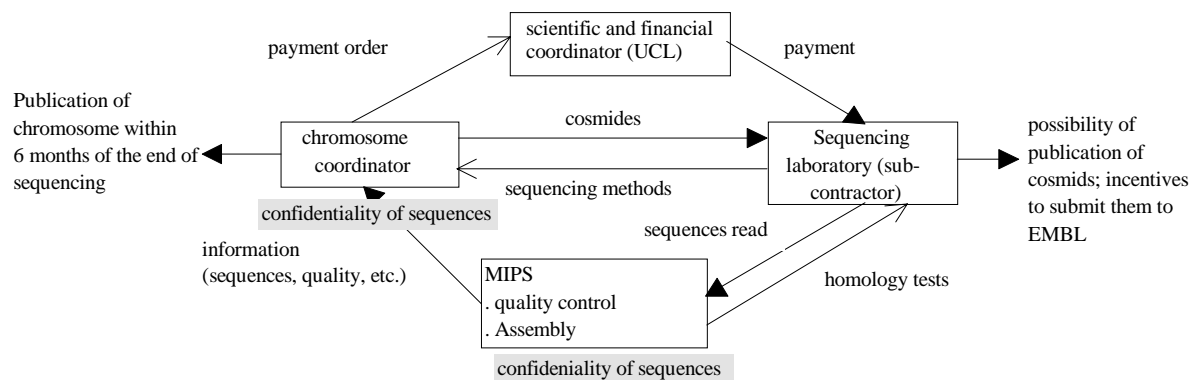 scientific and financial
coordinator (UCL)
payment order
payment
Publication of
chromosome within
6 months of the end of
sequencing
chromosome
coordinator
cosmides
sequencing methods
Sequencing
laboratory (sub-
contractor)
possibility of
publication of
cosmids; incentives
to submit them to
EMBL
confidentiality of sequences
information
(sequences, quality, etc.)
sequences read
homology tests
MIPS
. quality control
. Assembly
confideniality of sequences